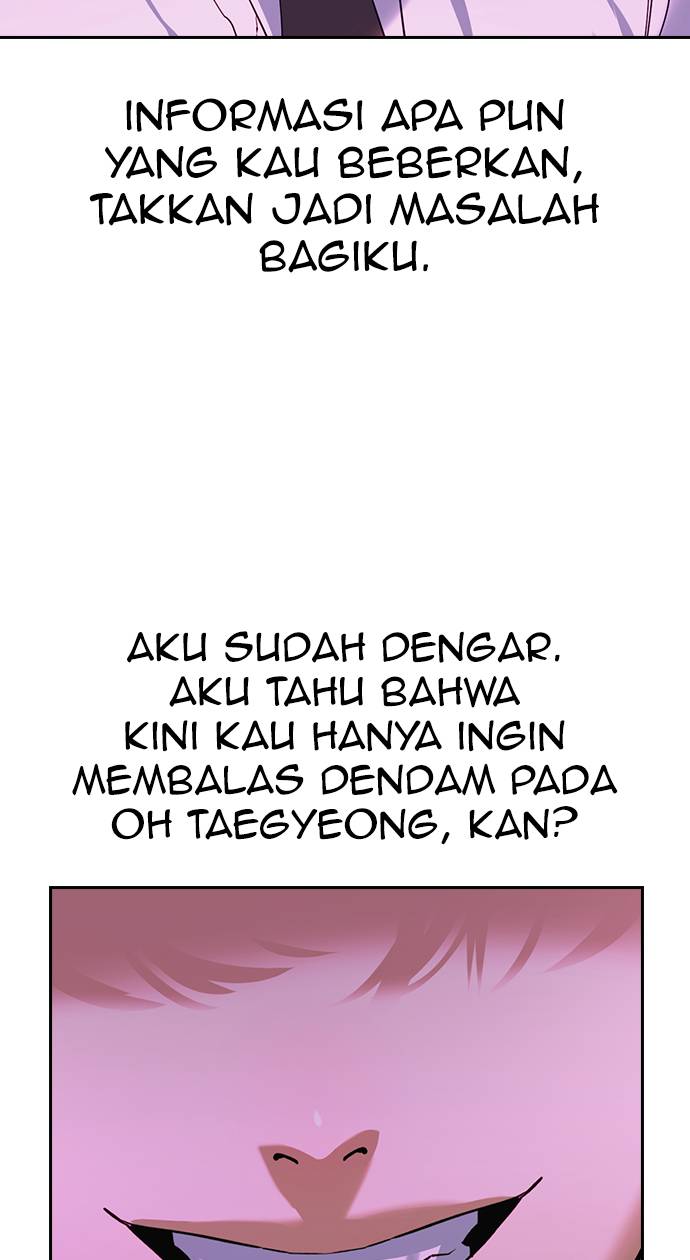 INFORMASI APA PUN
YANG KAU BEBERKAN,
TAKKAN JADI MASALAH
BAGIKU.
AKU SUDAH DENGAR.
AKU TAHU BAHWA
KINI KAU HANYA INGIN
MEMBALAS DENDAM PADA
OH TAEGYEONG, KAN?